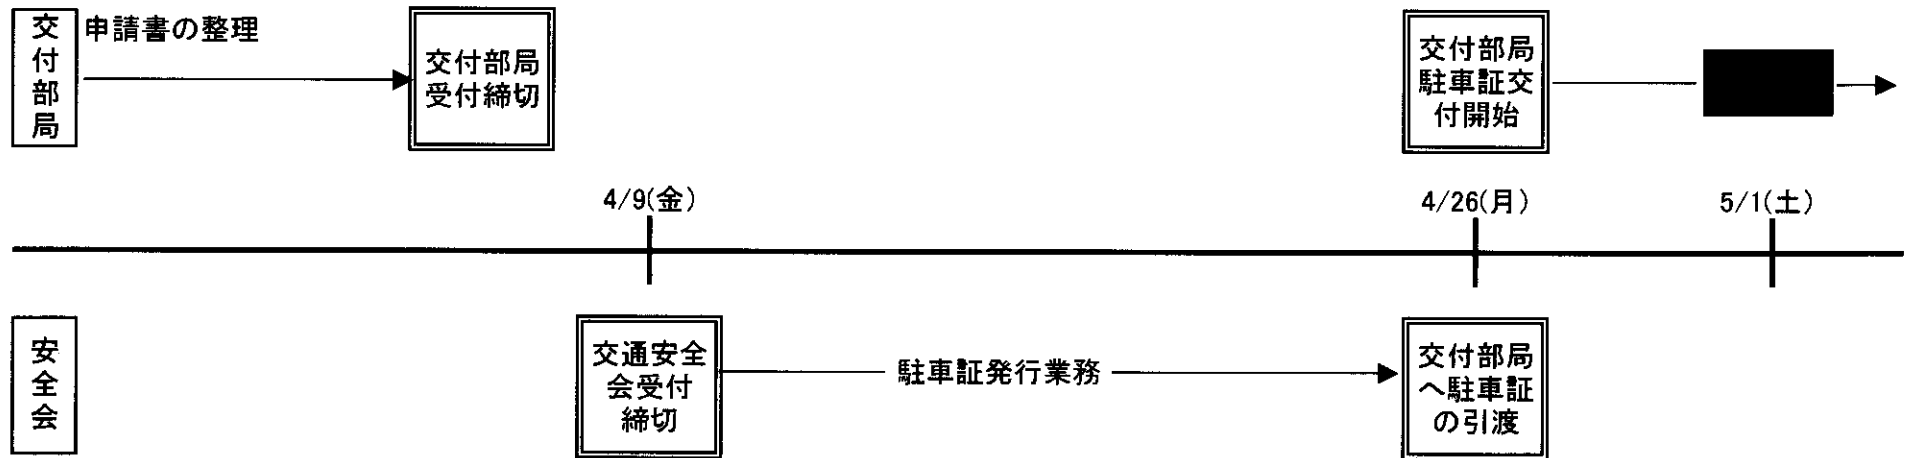 交付部局
申請書の整理
交付部局
受付締切
交付部局
駐車証交
付開始
4/9(金)
4/26(月)
5/1(土)
安全会
交通安全
会受付
締切
駐車証発行業務
交付部局
へ駐車証
の引渡